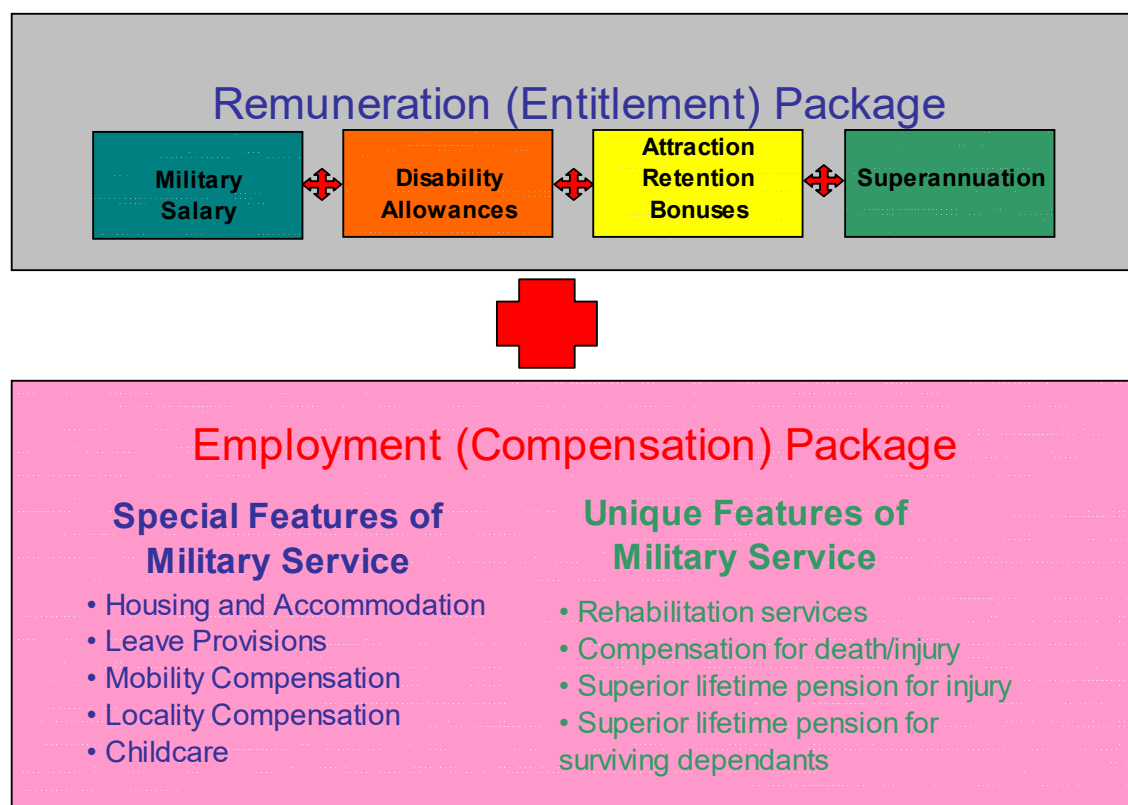 Remuneration (Entitlement) Package
Military
Salary
Disability
Allowances
Attraction
Retention
Bonuses
Superannuation
Employment (Compensation) Package
Special Features of
Military Service
• Housing and Accommodation
• Leave Provisions
• Mobility Compensation
• Locality Compensation
• Childcare
Unique Features of
Military Service
• Rehabilitation services
• Compensation for death/injury
• Superior lifetime pension for injury
• Superior lifetime pension for
surviving dependants